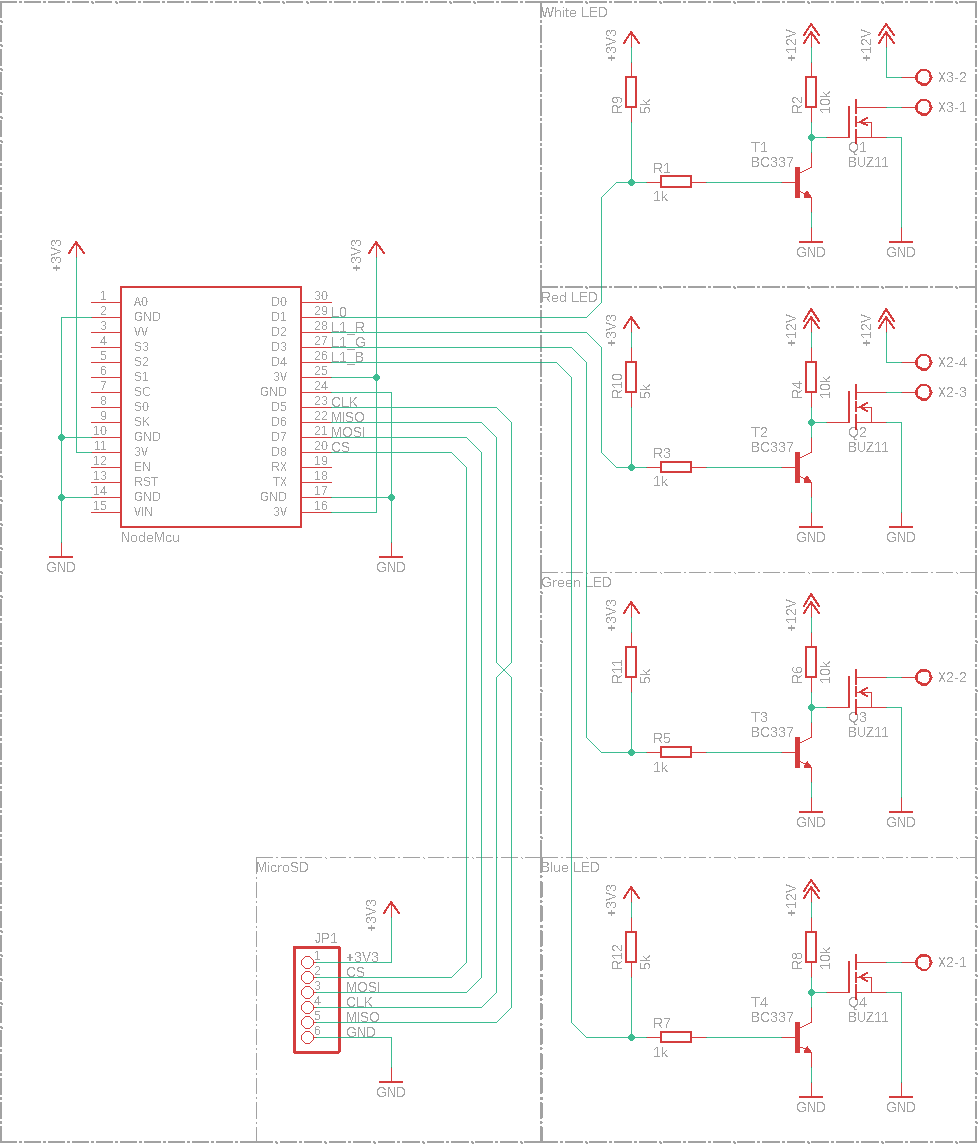 White LED
+3V3
+12V
+12V
X3-2
X3-1
R9
5k
R2
10k
Q1
BUZ11
T1
BC337
R1
1k
GND
GND
Red LED
+3V3
+12V
+12V
X2-4
X2-3
R10
5k
R4
10k
Q2
BUZ11
T2
BC337
R3
1k
GND
GND
Green LED
+3V3
+12V
X2-2
R11
5k
R6
10k
Q3
BUZ11
T3
BC337
R5
1k
GND
GND
Blue LED
+3V3
+12V
X2-1
R12
5k
R8
10k
Q4
BUZ11
T4
BC337
R7
1k
GND
GND
+3V3
+3V3
1 A0 D0 30
2 GND D1 29 L0
3 VV D2 28 L1_R
4 S3 D3 27 L1_G
5 S2 D4 26 L1_B
6 S1 3V 25
7 SC GND 24
8 S0 D5 23 CLK
9 SK D6 22 MISO
10 GND D7 21 MOSI
11 3V D8 20 CS
12 EN RX 19
13 RST TX 18
14 GND GND 17
15 VIN 3V 16
NodeMcu
GND
GND
MicroSD
+3V3
JP1
1 +3V3
2 CS
3 MOSI
4 CLK
5 MISO
6 GND
GND